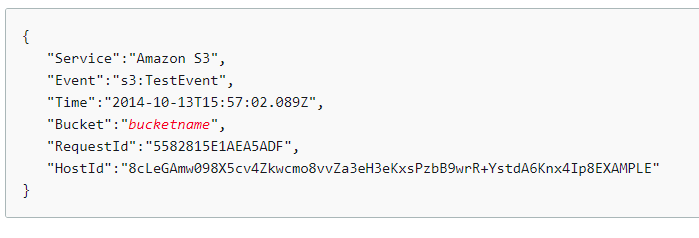 {
"Service":"Amazon S3",
"Event":"s3:TestEvent",
"Time":"2014-10-13T15:57:02.089Z",
"Bucket":"bucketname",
"RequestId":"5582815E1AEA5ADF",
"HostId":"8cLeGAmw098X5cv4Zkwcmo8vvZa3eH3eKxsPzbB9wrR+YstdA6Knx4Ip8EXAMPLE"
}